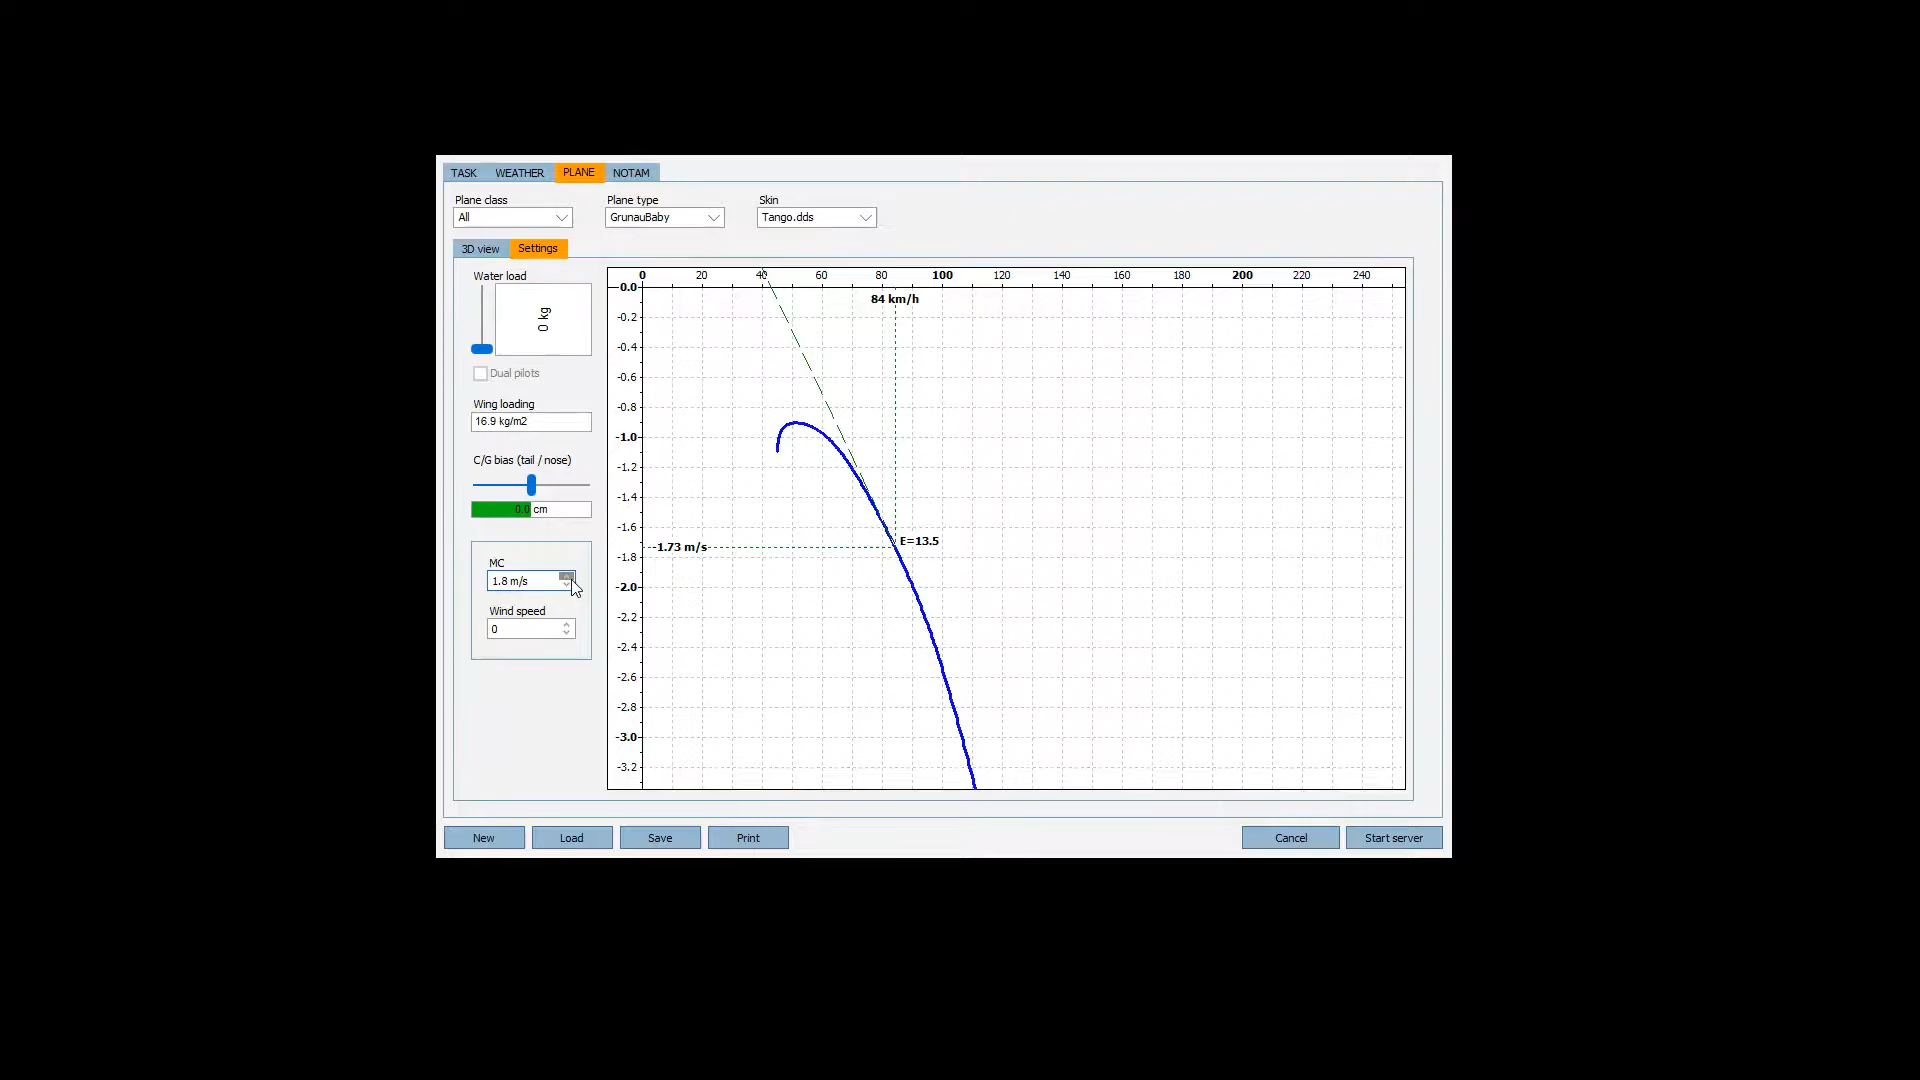 TASK WEATHER PLANE NOTAM
Plane class Plane type Skin
All GrunauBaby Tango.dds
3D view Settings
Water load
0 kg
Dual pilots
Wing loading
16.9 kg/m2
C/G bias (tail / nose)
0.0 cm
MC
1.8 m/s
Wind speed
0
0 20 40 60 80 100 120 140 160 180 200 220 240
84 km/h
-0.0
-0.2
-0.4
-0.6
-0.8
-1.0
-1.2
-1.4
-1.6
-1.8
-2.0
-2.2
-2.4
-2.6
-2.8
-3.0
-3.2
-1.73 m/s
E=13.5
New Load Save Print Cancel Start server